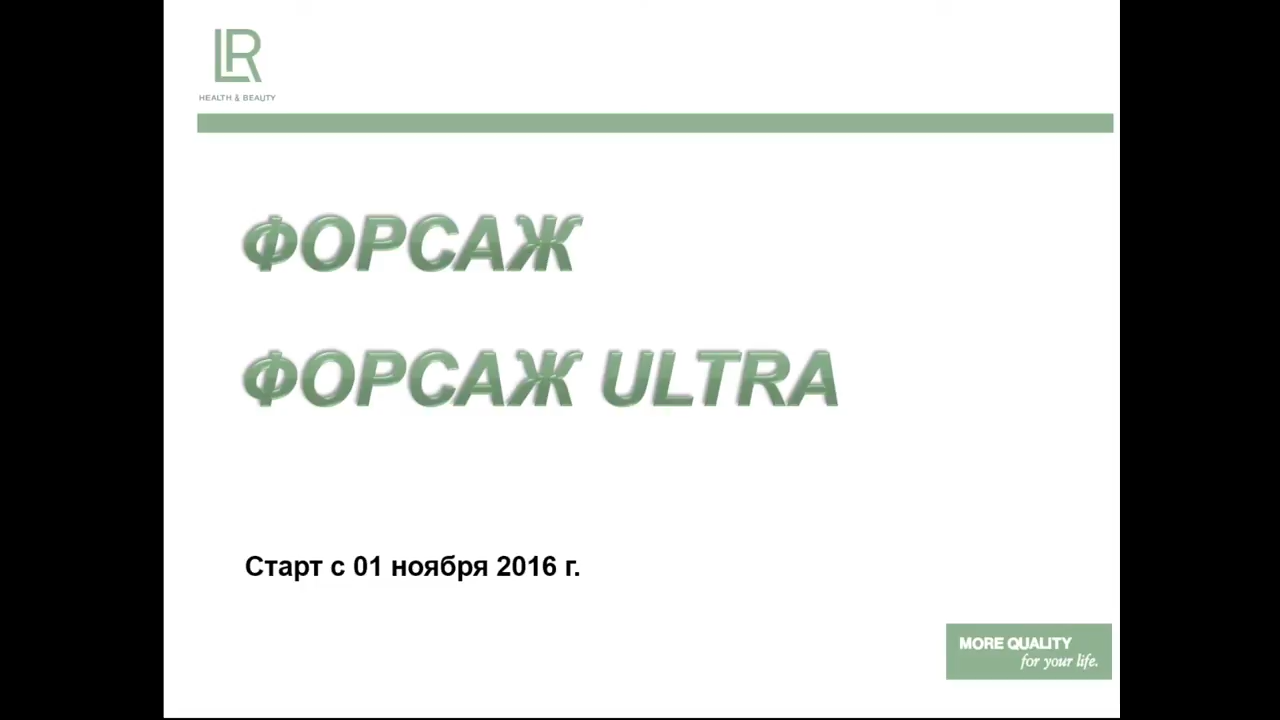 LR
HEALTH & BEAUTY
ФОРСАЖ
ФОРСАЖ ULTRA
Старт с 01 ноября 2016 г.
MORE QUALITY
for your life.